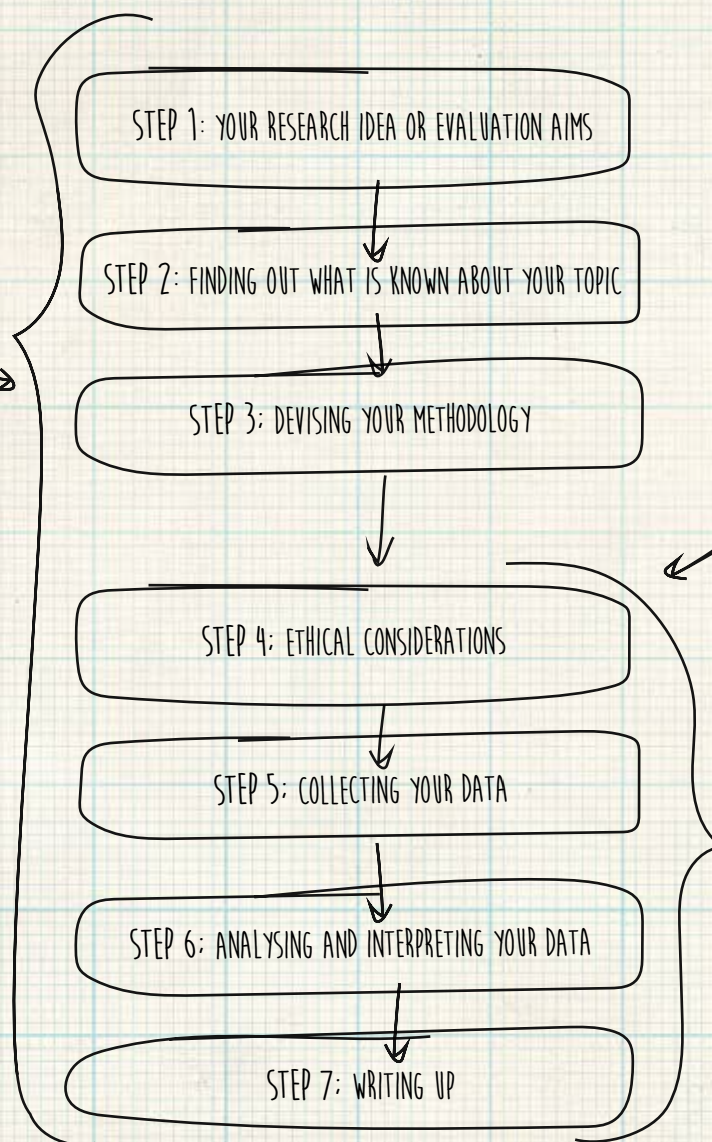 STEP 1: YOUR RESEARCH IDEA OR EVALUATION AIMS
STEP 2: FINDING OUT WHAT IS KNOWN ABOUT YOUR TOPIC
STEP 3; DEVISING YOUR METHODOLOGY
STEP 4; ETHICAL CONSIDERATIONS
STEP 5; COLLECTING YOUR DATA
STEP 6; ANALYSING AND INTERPRETING YOUR DATA
STEP 7; WRITING UP